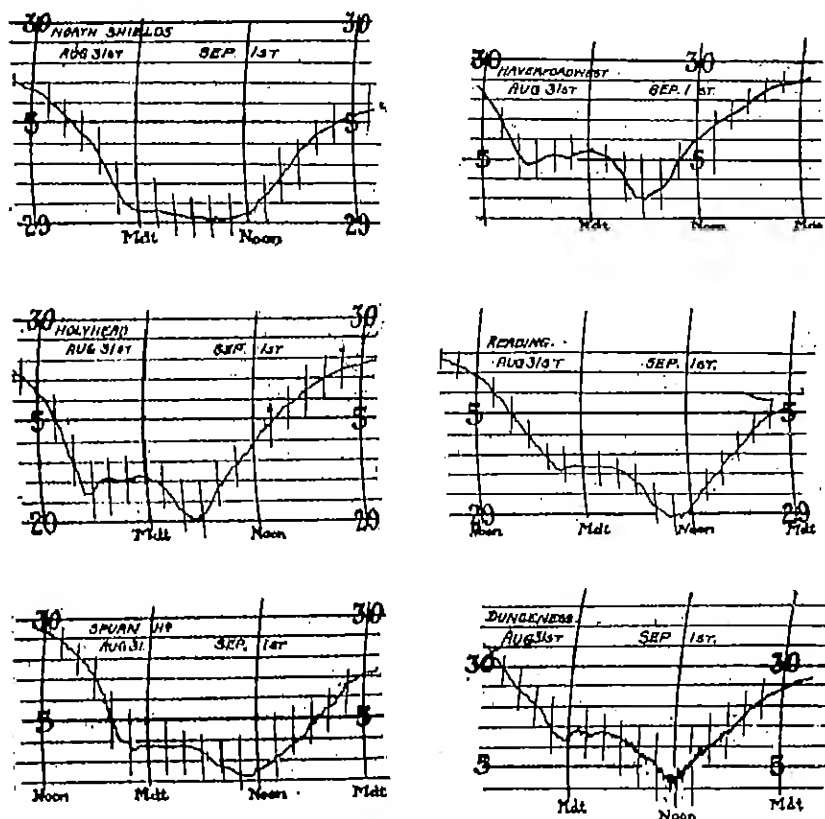 30 30
NORTH SHIELDS
AUG 31ST SEP. 1ST
5 5
29 29
Mdt Noon
30 30
HAVERFORDWEST
AUG 31ST SEP. 1ST.
5 5
Mdt Noon Mdt
30 30
HOLYHEAD
AUG 31ST SEP. 1ST
5 5
29 29
Mdt Noon
READING.
AUG 31ST SEP. 1ST.
5 5
29 29
Noon Mdt Noon Mdt
30 30
SPURN Hd
AUG 31. SEP. 1ST
5 5
Noon Mdt Noon Mdt
DUNGENESS.
AUG 31ST SEP 1ST.
30 30
5 5
Mdt Noon Mdt